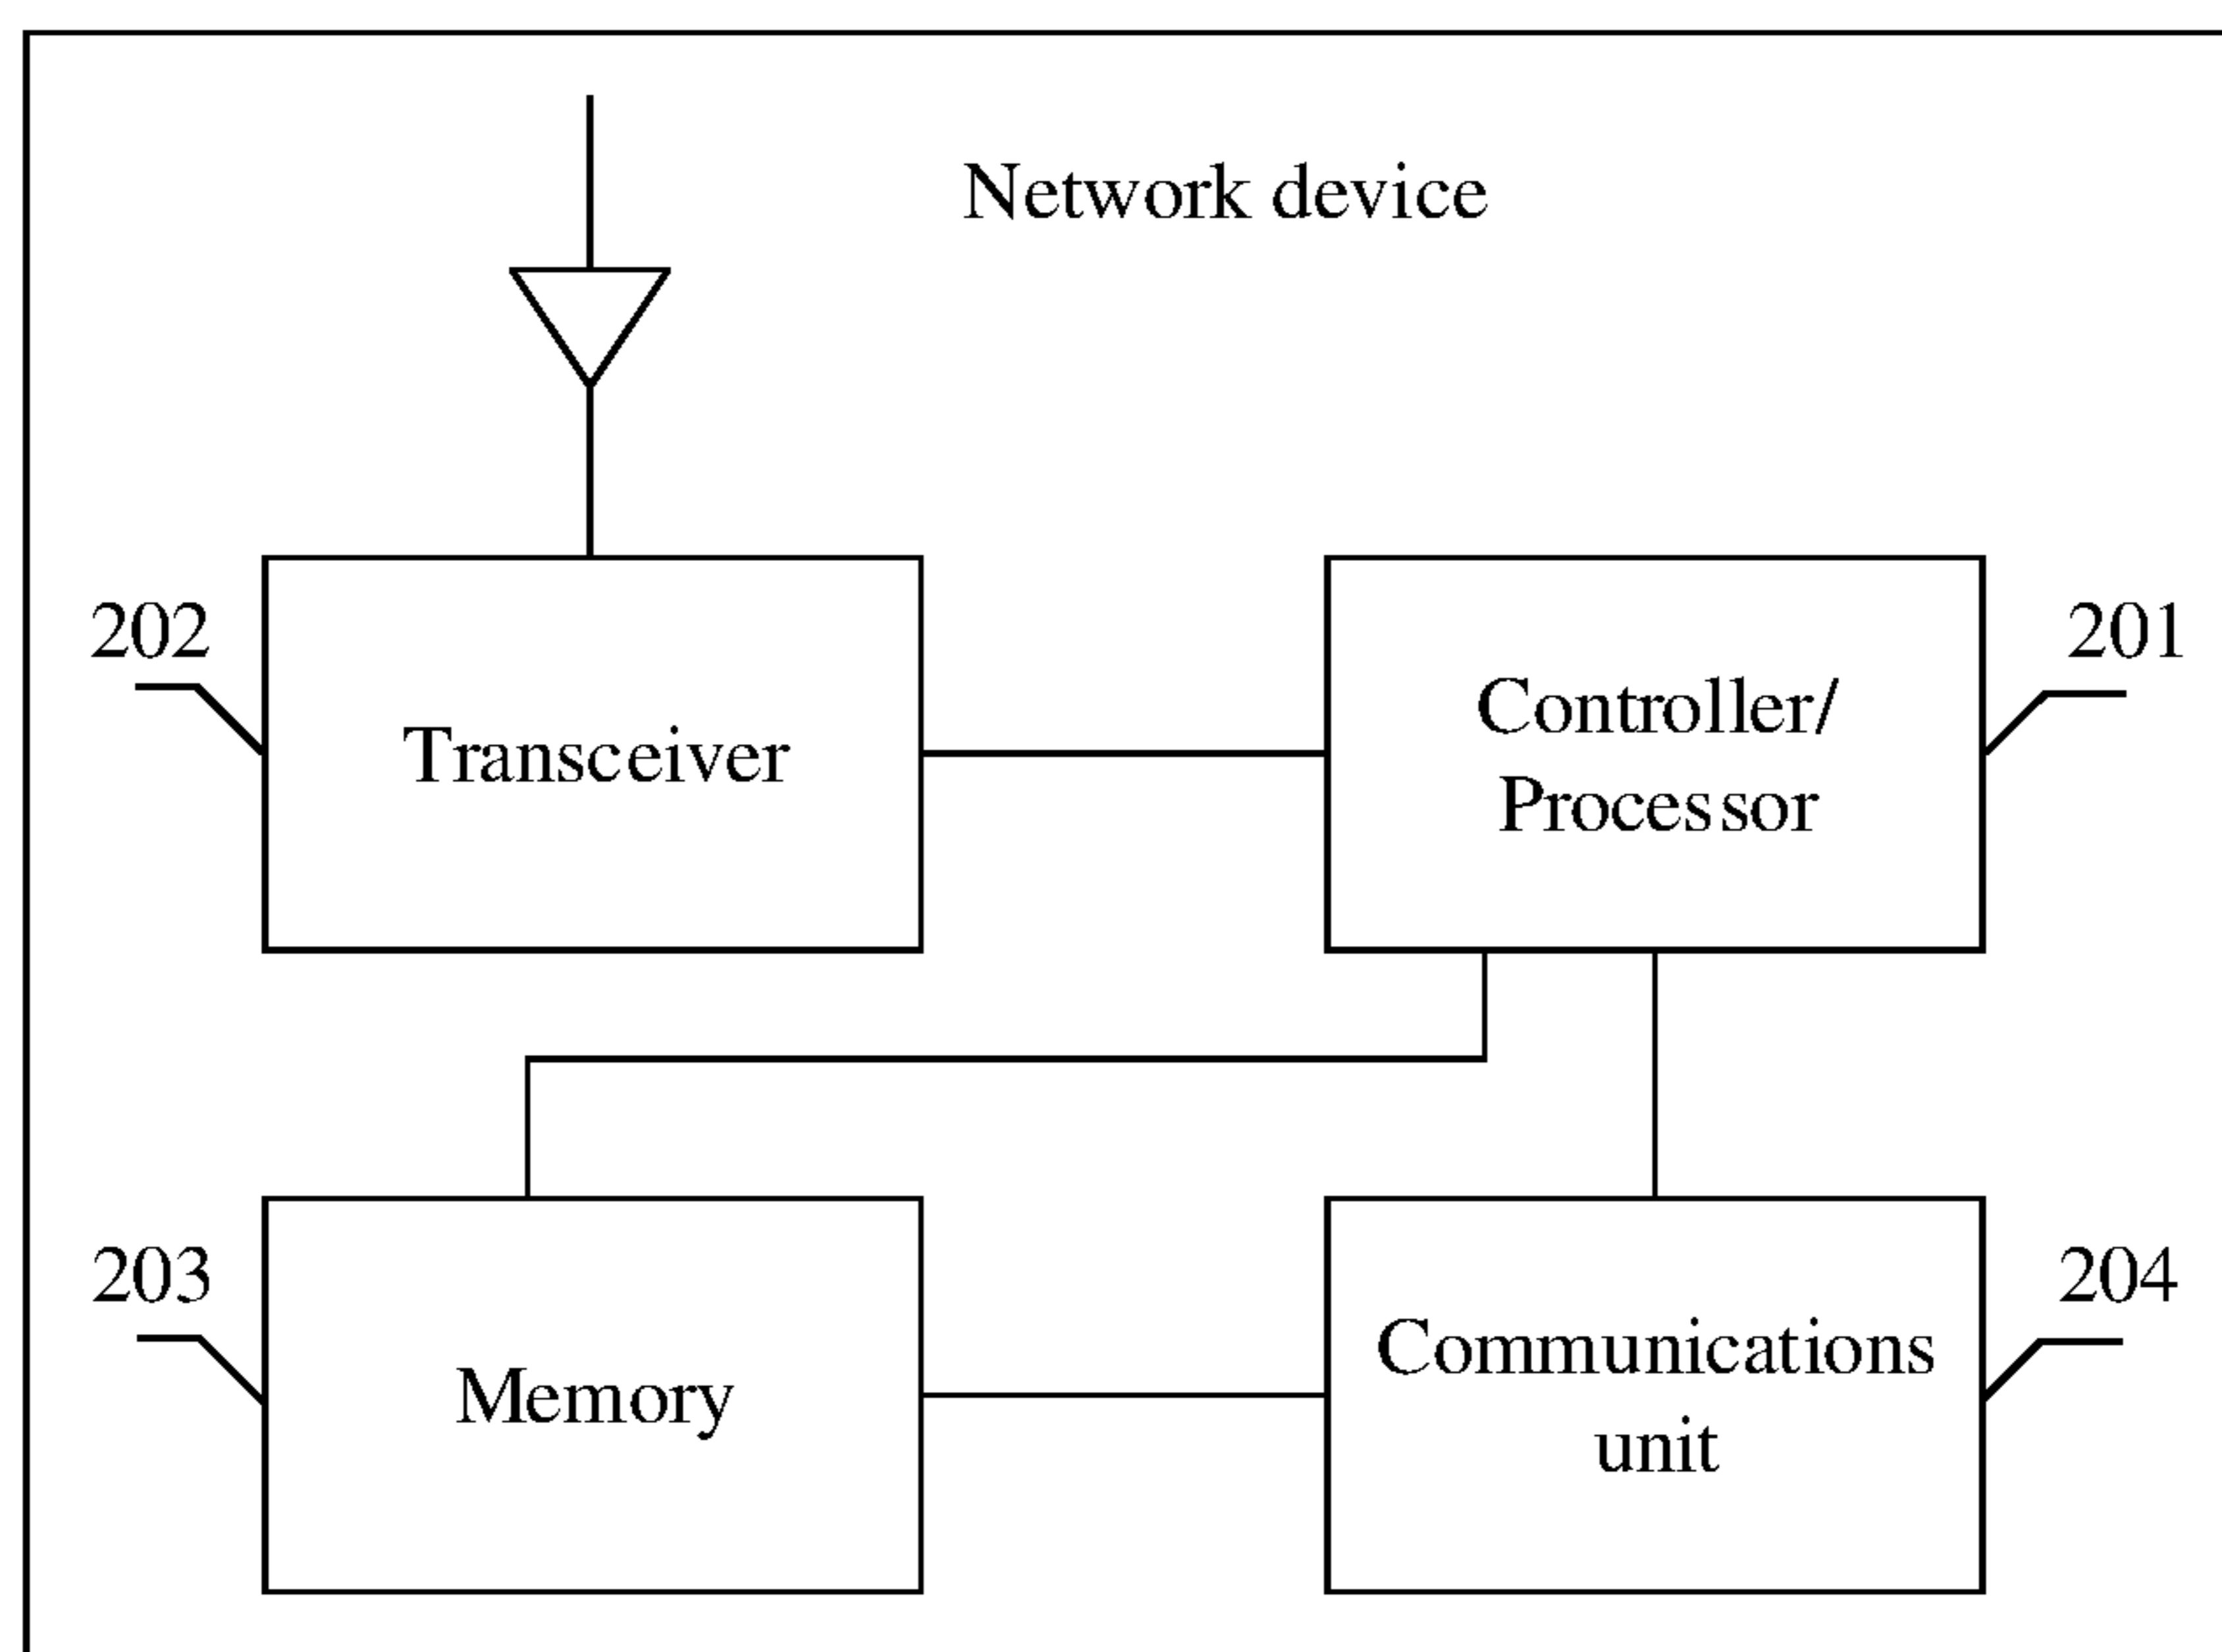 Network device
202
201
Transceiver
Controller/
Processor
203
204
Memory
Communications
unit